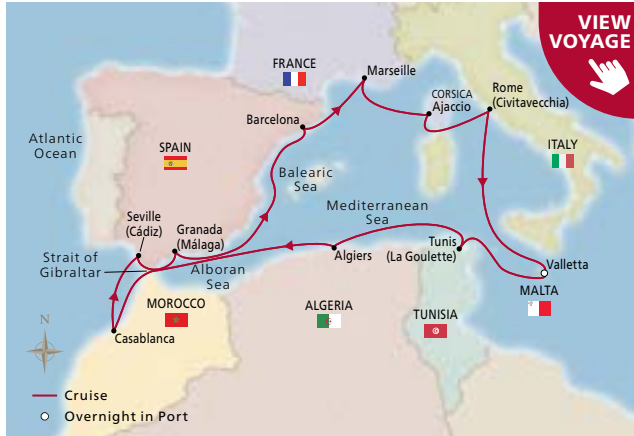 VIEW
VOYAGE
FRANCE
Marseille
CORSICA
Ajaccio
Rome
(Civitavecchia)
Barcelona
ITALY
Atlantic
Ocean
SPAIN
Balearic
Sea
Mediterranean
Sea
Seville
(Cádiz)
Granada
(Málaga)
Strait of
Gibraltar
Alboran
Sea
Algiers
Tunis
(La Goulette)
Valletta
MALTA
MOROCCO
ALGERIA
TUNISIA
N
Casablanca
Cruise
Overnight in Port